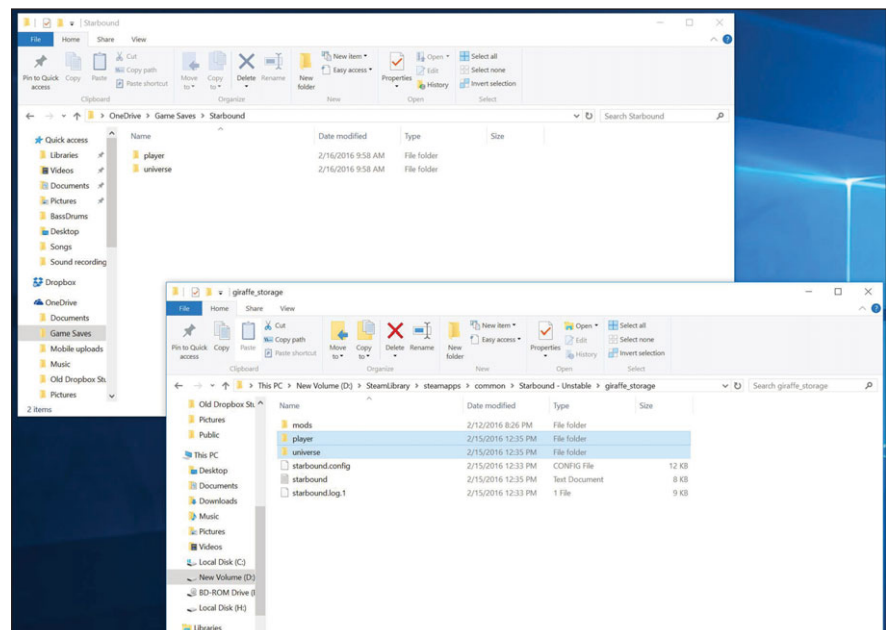 Starbound
File Home Share View
Pin to Quick access
Copy
Paste
Cut
Copy path
Paste shortcut
Clipboard
Move to
Copy to
Delete
Rename
Organize
New folder
New item
Easy access
New
Properties
Open
Edit
History
Open
Select all
Select none
Invert selection
Select
OneDrive > Game Saves > Starbound
Search Starbound
Name Date modified Type Size
player 2/16/2016 9:58 AM File folder
universe 2/16/2016 9:58 AM File folder
Quick access
Libraries
Videos
Documents
Pictures
BassDrums
Desktop
Songs
Sound recording
Dropbox
OneDrive
Documents
Game Saves
Mobile uploads
Music
Old Dropbox Stu
Pictures
2 items
giraffe_storage
File Home Share View
Pin to Quick access
Copy
Paste
Cut
Copy path
Paste shortcut
Clipboard
Move to
Copy to
Delete
Rename
Organize
New folder
New item
Easy access
New
Properties
Open
Edit
History
Open
Select all
Select none
Invert selection
Select
This PC > New Volume (D:) > SteamLibrary > steamapps > common > Starbound - Unstable > giraffe_storage
Search giraffe_storage
Name Date modified Type Size
mods 2/12/2016 8:26 PM File folder
player 2/15/2016 12:35 PM File folder
universe 2/15/2016 12:35 PM File folder
starbound.config 2/15/2016 12:33 PM CONFIG File 12 KB
starbound 2/15/2016 12:35 PM Text Document 8 KB
starbound.log.1 2/15/2016 12:33 PM 1 File 9 KB
Old Dropbox Stu
Pictures
Public
This PC
Desktop
Documents
Downloads
Music
Pictures
Videos
Local Disk (C:)
New Volume (D:)
BD-ROM Drive (
Local Disk (H:)
Libraries